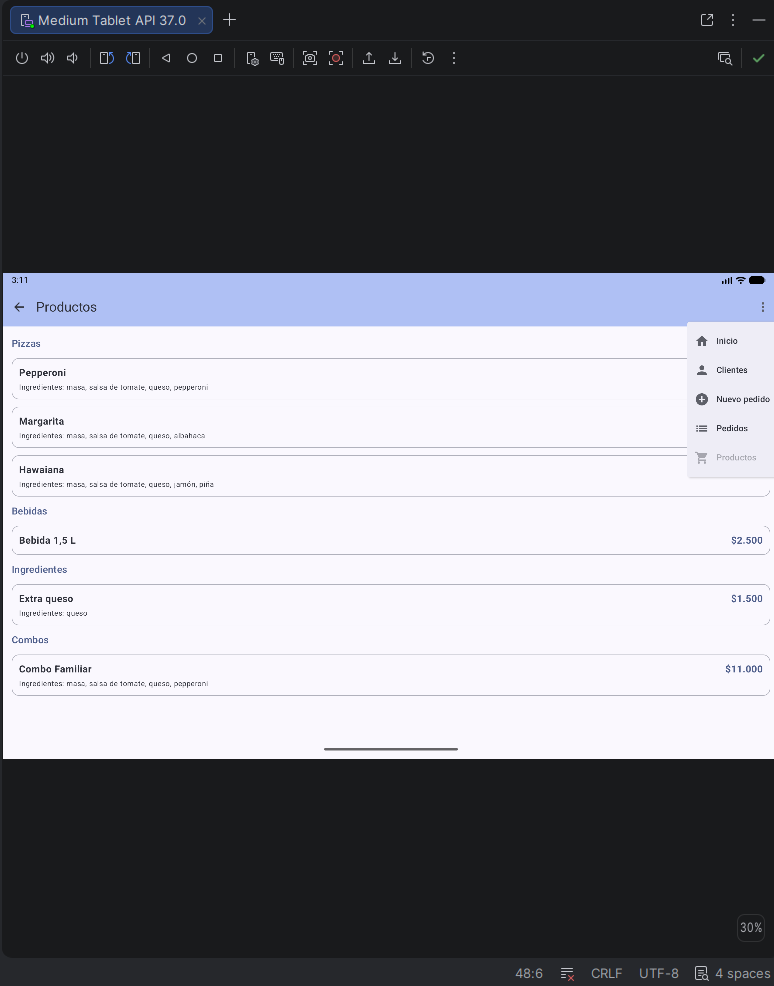 Medium Tablet API 37.0
3:11
Productos
Pizzas
Inicio
Pepperoni
Ingredientes: masa, salsa de tomate, queso, pepperoni
Clientes
Nuevo pedido
Margarita
Ingredientes: masa, salsa de tomate, queso, albahaca
Pedidos
Productos
Hawaiana
Ingredientes: masa, salsa de tomate, queso, jamón, piña
Bebidas
Bebida 1,5 L $2.500
Ingredientes
Extra queso $1.500
Ingredientes: queso
Combos
Combo Familiar $11.000
Ingredientes: masa, salsa de tomate, queso, pepperoni
30%
48:6 CRLF UTF-8 4 spaces